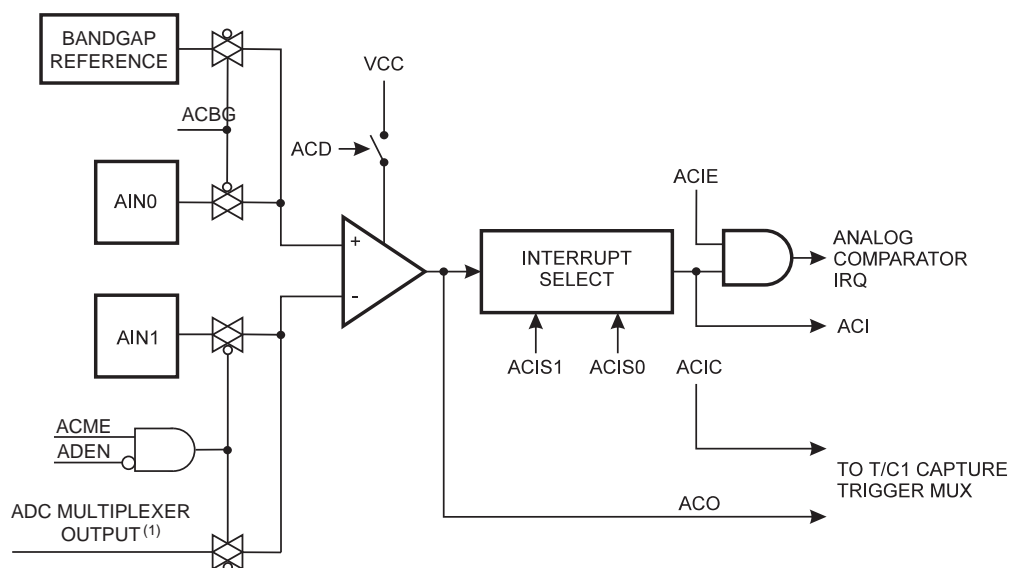 BANDGAP
REFERENCE
VCC
ACBG
ACD
AIN0
ACIE
+
-
INTERRUPT
SELECT
ANALOG
COMPARATOR
IRQ
AIN1
ACI
ACIS1
ACIS0
ACIC
ACME
ADEN
TO T/C1 CAPTURE
TRIGGER MUX
ADC MULTIPLEXER
OUTPUT(1)
ACO